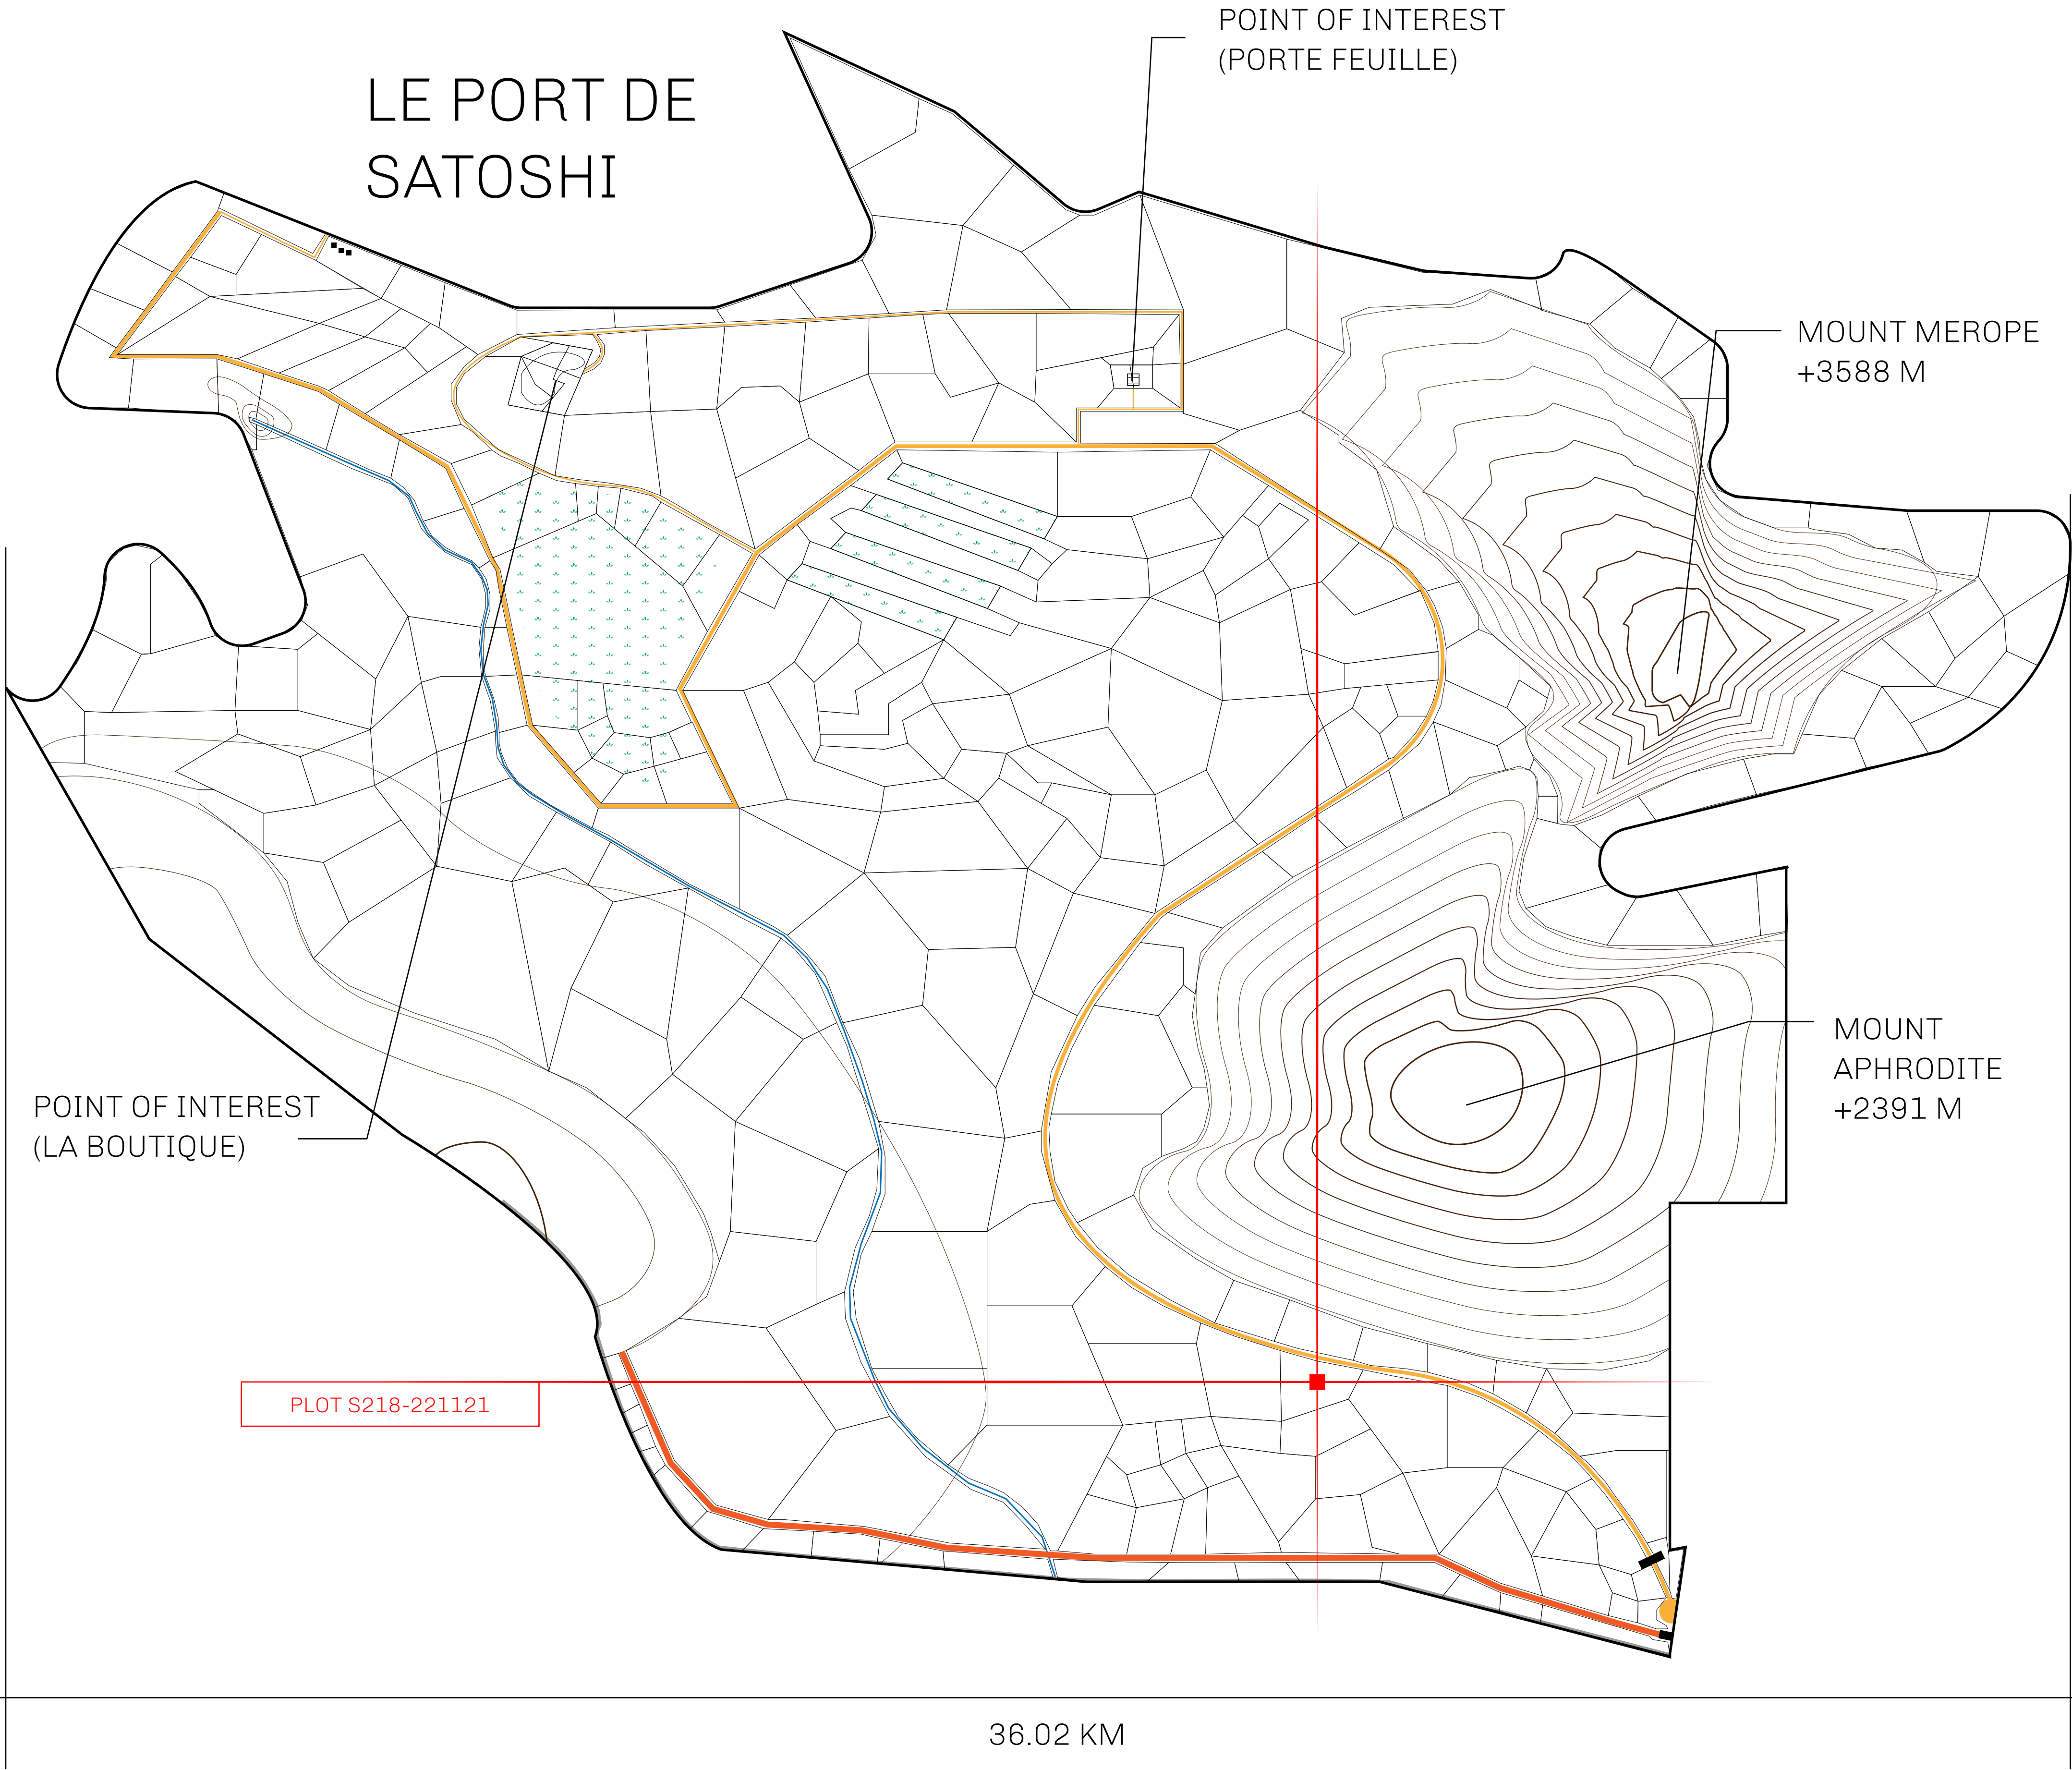 POINT OF INTEREST
(PORTE FEUILLE)
LE PORT DE
SATOSHI
MOUNT MEROPE
+3588 M
MOUNT
APHRODITE
+2391 M
POINT OF INTEREST
(LA BOUTIQUE)
PLOT S218-221121
36.02 KM